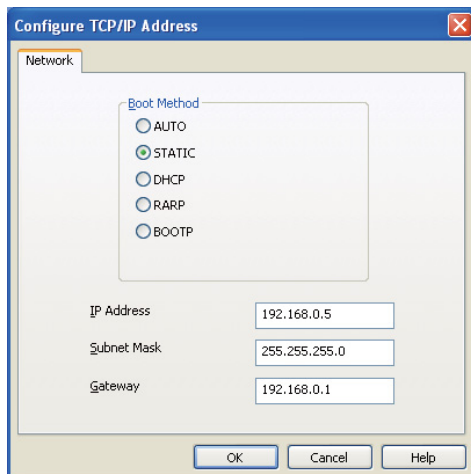 Configure TCP/IP Address
Network
Boot Method
AUTO
STATIC
DHCP
RARP
BOOTP
IP Address 192.168.0.5
Subnet Mask 255.255.255.0
Gateway 192.168.0.1
OK Cancel Help